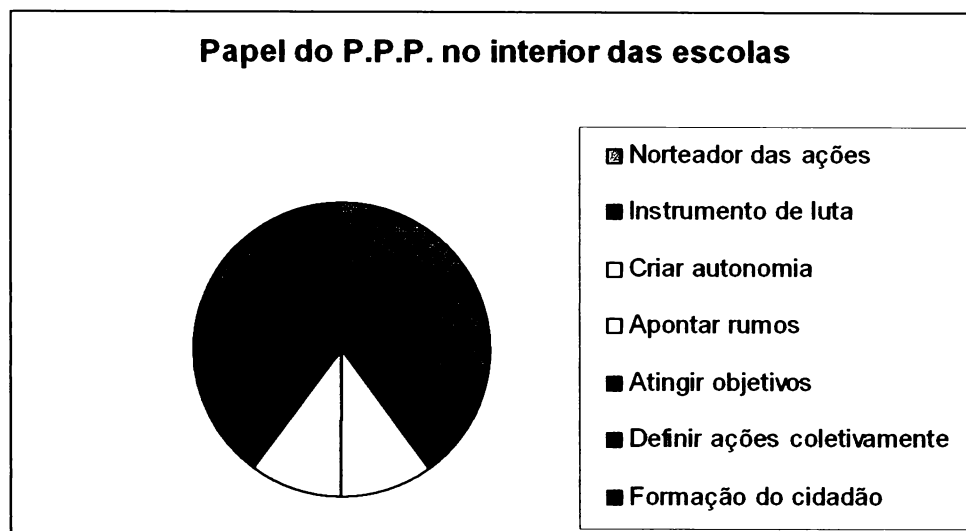 Papel do P.P.P. no interior das escolas
Norteador das ações
Instrumento de luta
Criar autonomia
Apontar rumos
Atingir objetivos
Definir ações coletivamente
Formação do cidadão